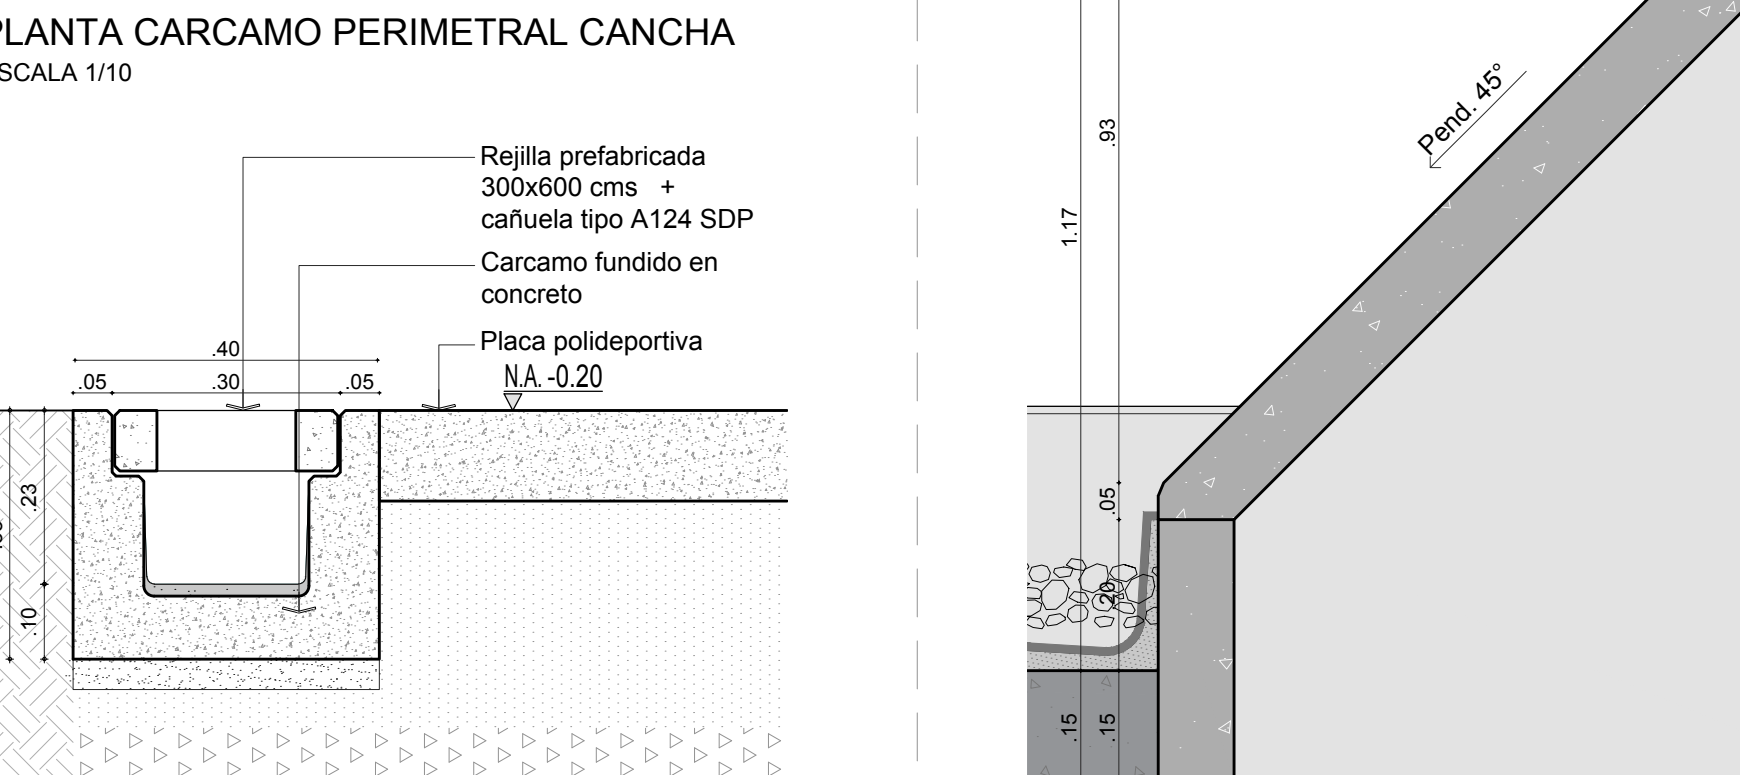 PLANTA CARCAMO PERIMETRAL CANCHA
ESCALA 1/10
Rejilla prefabricada
300x600 cms +
cañuela tipo A124 SDP
Carcamo fundido en
concreto
Placa polideportiva
N.A. -0.20
.40
.05 .30 .05
.23
.10
Pend. 45°
.93
1.17
.05
.20
.15
.15